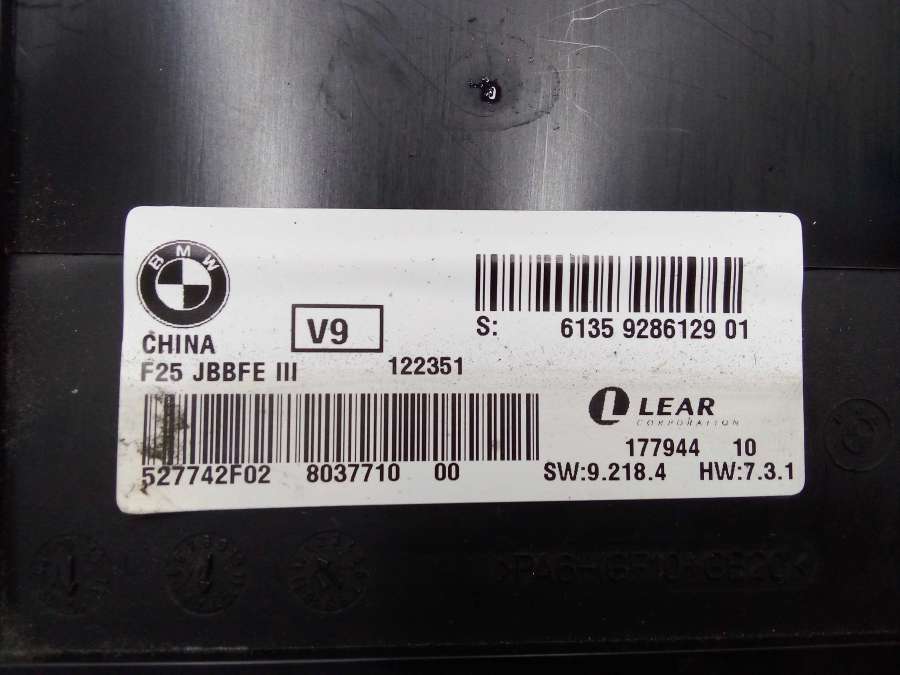 BMW
CHINA
V9
F25 JBBFE III
122351
S: 6135 9286129 01
LEAR
CORPORATION
177944 10
527742F02 8037710 00
SW:9.218.4 HW:7.3.1